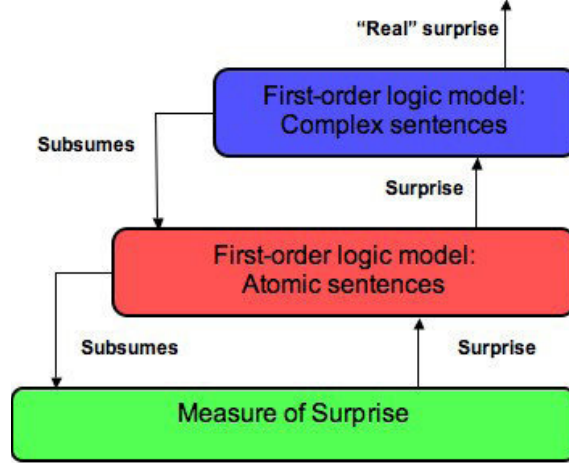 “Real” surprise
First-order logic model:
Complex sentences
Subsumes
Surprise
First-order logic model:
Atomic sentences
Subsumes
Surprise
Measure of Surprise